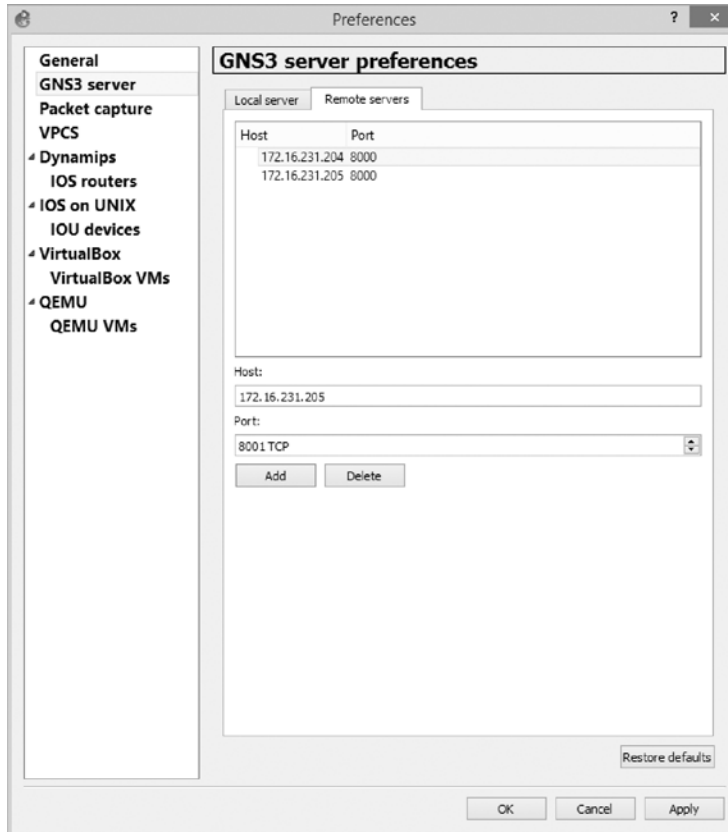 Preferences
?
×
General
GNS3 server
Packet capture
VPCS
Dynamips
IOS routers
IOS on UNIX
IOU devices
VirtualBox
VirtualBox VMs
QEMU
QEMU VMs
GNS3 server preferences
Local server Remote servers
Host Port
172.16.231.204 8000
172.16.231.205 8000
Host:
172.16.231.205
Port:
8001 TCP
Add Delete
Restore defaults
OK Cancel Apply